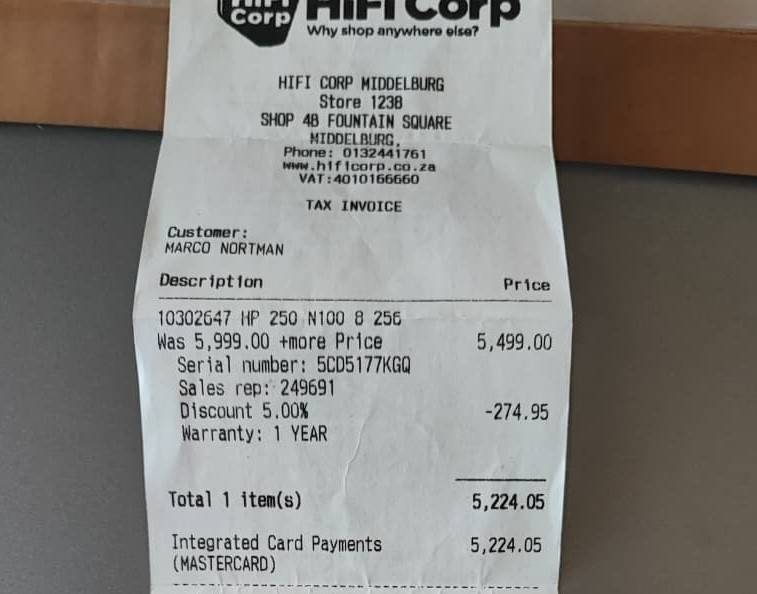 HiFi Corp HiFi Corp
Why shop anywhere else?
HIFI CORP MIDDELBURG
Store 1238
SHOP 48 FOUNTAIN SQUARE
MIDDELBURG,
Phone: 0132441761
www.hificorp.co.za
VAT:4010166660
TAX INVOICE
Customer:
MARCO NORTMAN
Description Price
10302647 HP 250 N100 8 256
Was 5,999.00 +more Price 5,499.00
Serial number: 5CD5177KGQ
Sales rep: 249691
Discount 5.00% -274.95
Warranty: 1 YEAR
Total 1 item(s) 5,224.05
Integrated Card Payments 5,224.05
(MASTERCARD)